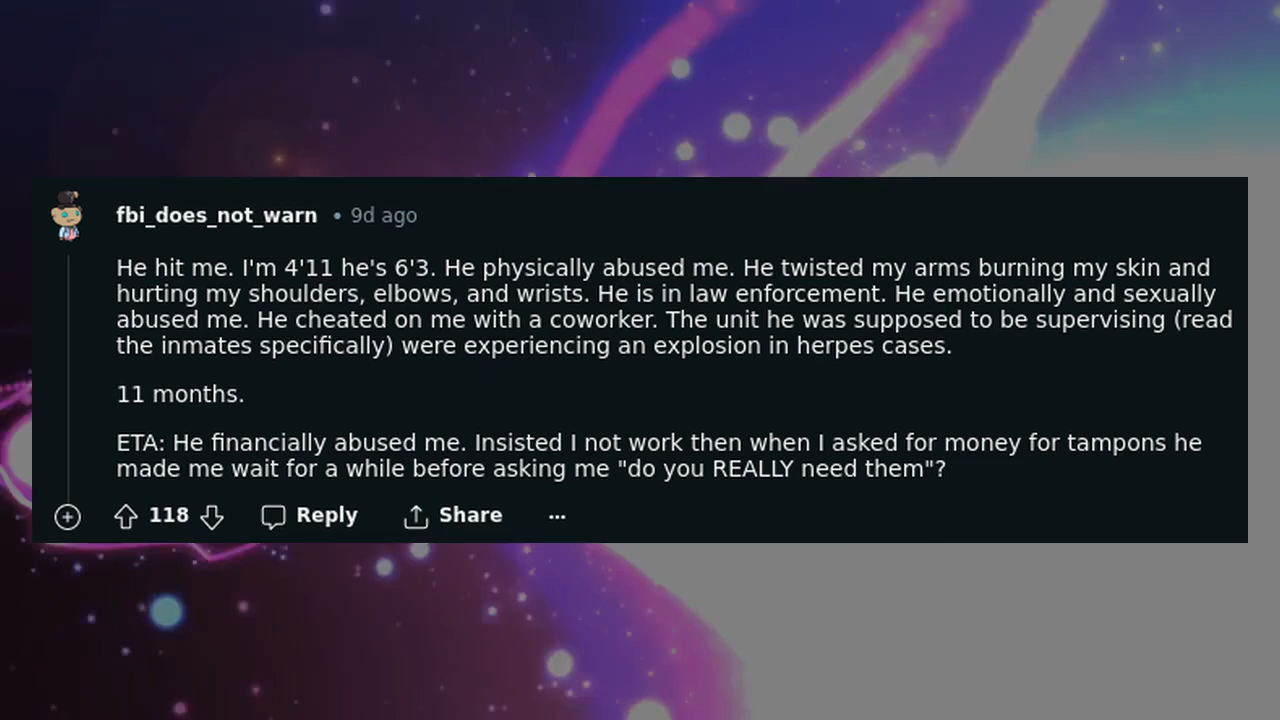 fbi_does_not_warn • 9d ago
He hit me. I'm 4'11 he's 6'3. He physically abused me. He twisted my arms burning my skin and
hurting my shoulders, elbows, and wrists. He is in law enforcement. He emotionally and sexually
abused me. He cheated on me with a coworker. The unit he was supposed to be supervising (read
the inmates specifically) were experiencing an explosion in herpes cases.
11 months.
ETA: He financially abused me. Insisted I not work then when I asked for money for tampons he
made me wait for a while before asking me "do you REALLY need them"?
118 Reply Share ...